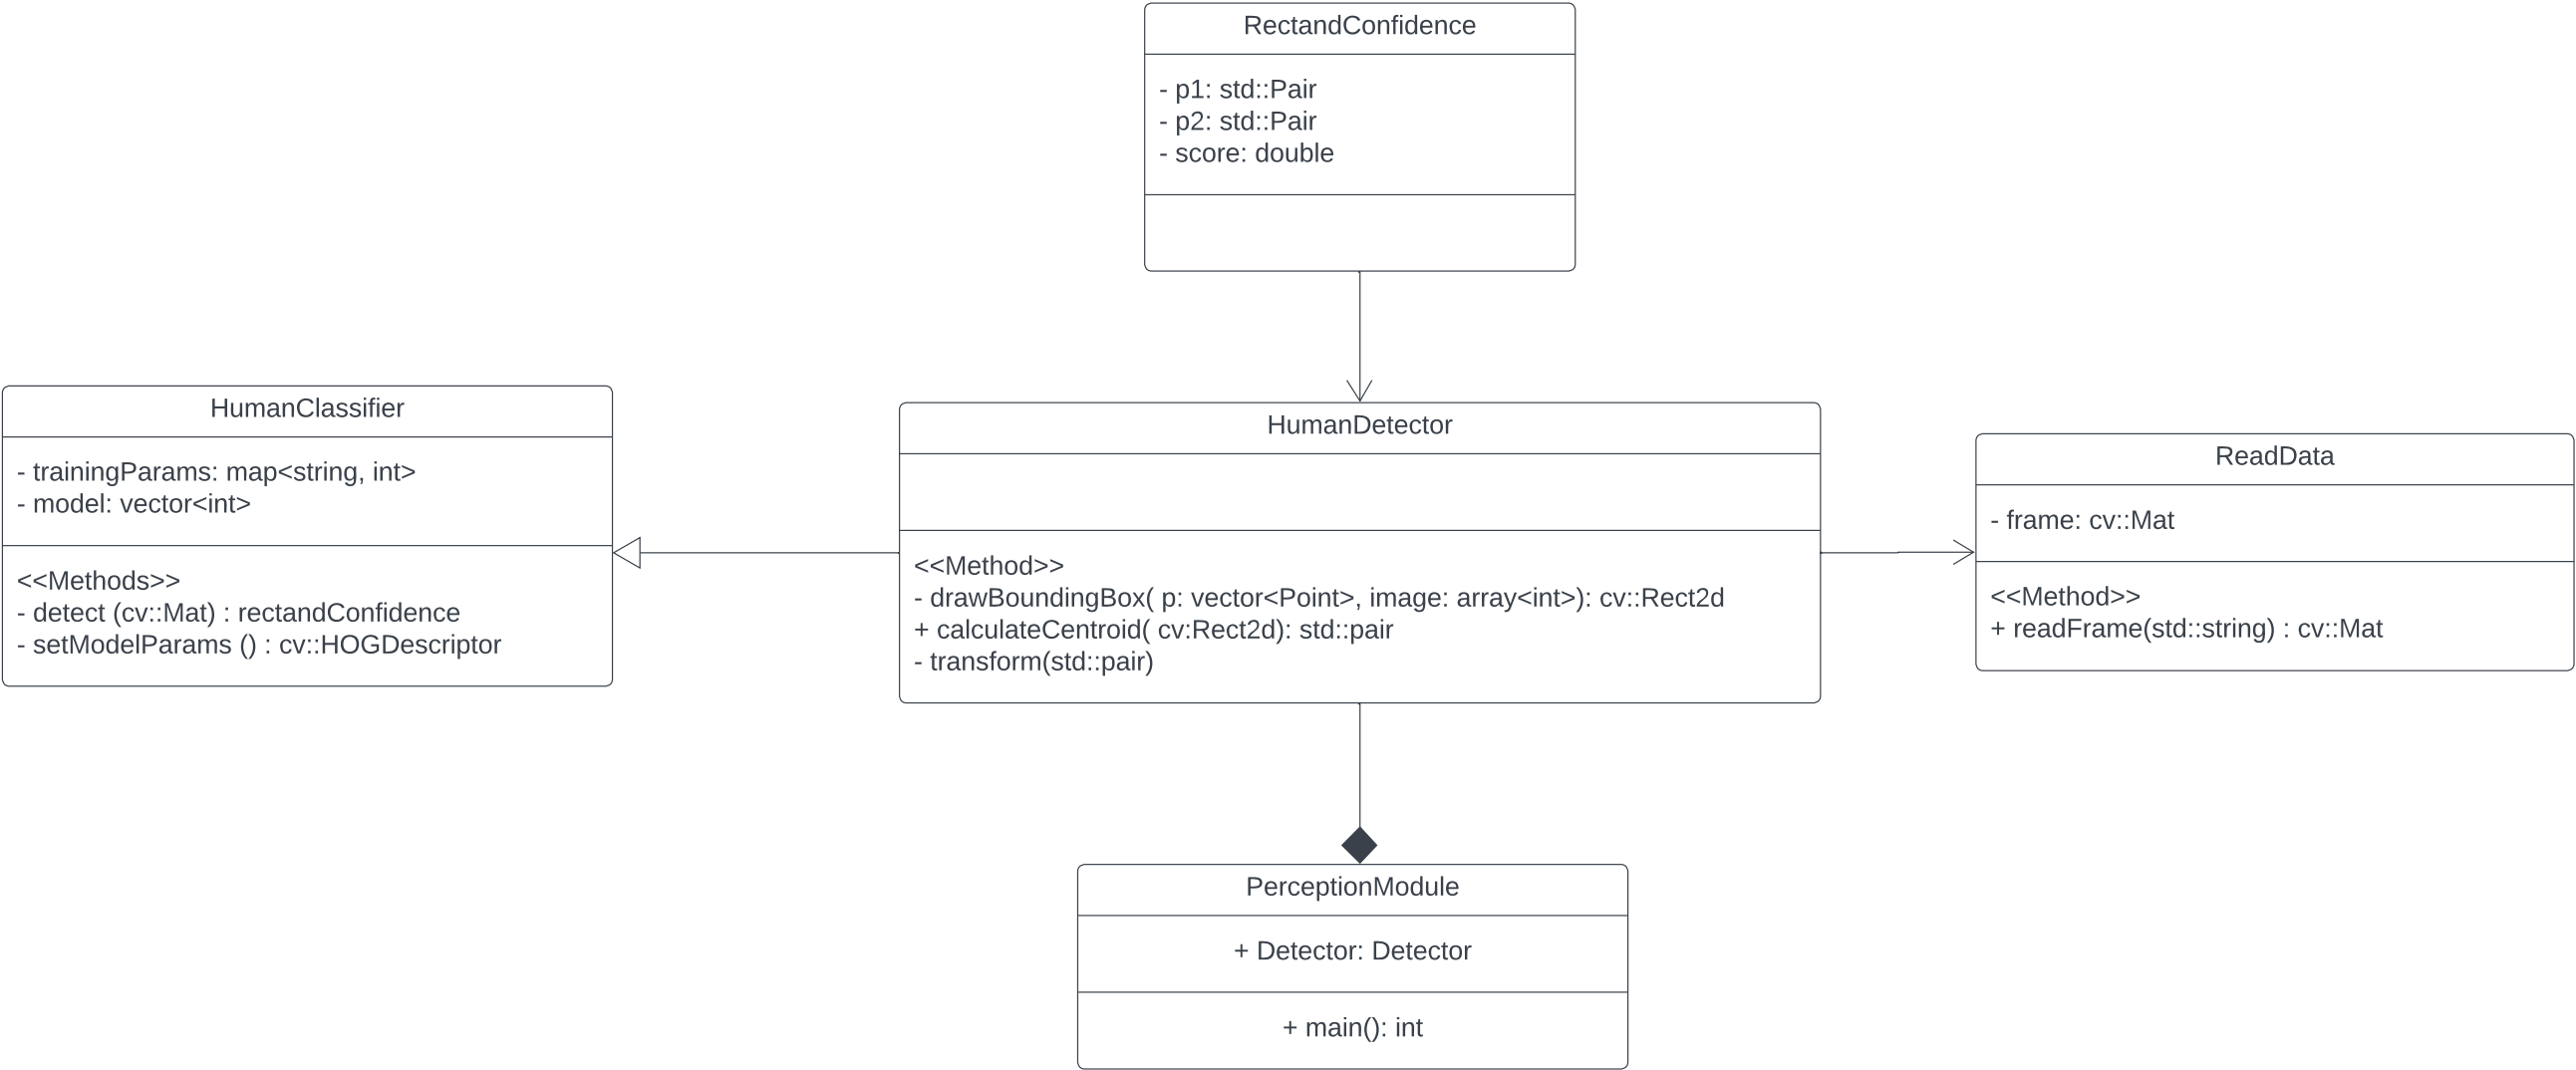 RectandConfidence
- p1: std::Pair
- p2: std::Pair
- score: double
HumanClassifier
- trainingParams: map<string, int>
- model: vector<int>
<<Methods>>
- detect (cv::Mat) : rectandConfidence
- setModelParams () : cv::HOGDescriptor
HumanDetector
<<Method>>
- drawBoundingBox( p: vector<Point>, image: array<int>): cv::Rect2d
+ calculateCentroid( cv:Rect2d): std::pair
- transform(std::pair)
ReadData
- frame: cv::Mat
<<Method>>
+ readFrame(std::string) : cv::Mat
PerceptionModule
+ Detector: Detector
+ main(): int